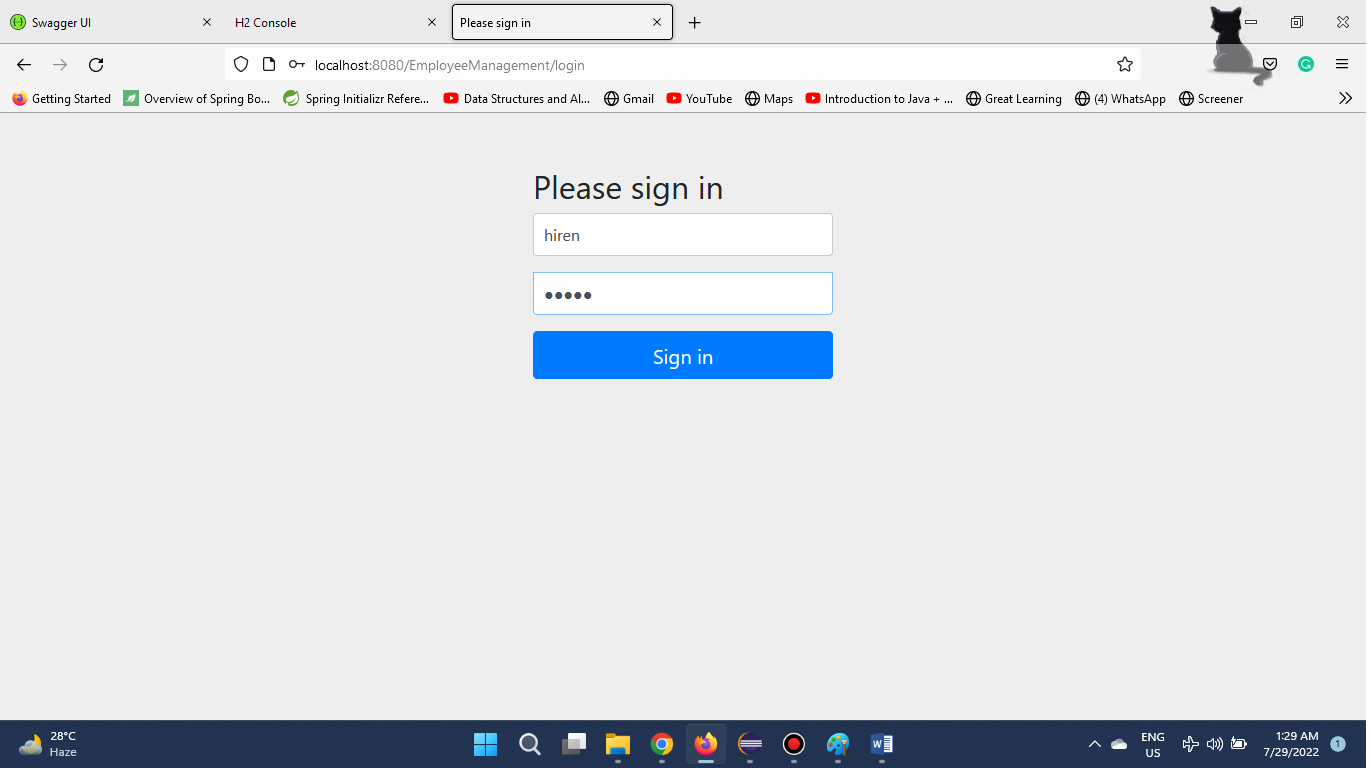 Swagger UI
H2 Console
Please sign in
localhost:8080/EmployeeManagement/login
Getting Started
Overview of Spring Bo...
Spring Initializr Refere...
Data Structures and Al...
Gmail
YouTube
Maps
Introduction to Java + ...
Great Learning
(4) WhatsApp
Screener
Please sign in
hiren
●●●●●
Sign in
28°C
Haze
ENG
US
1:29 AM
7/29/2022
1